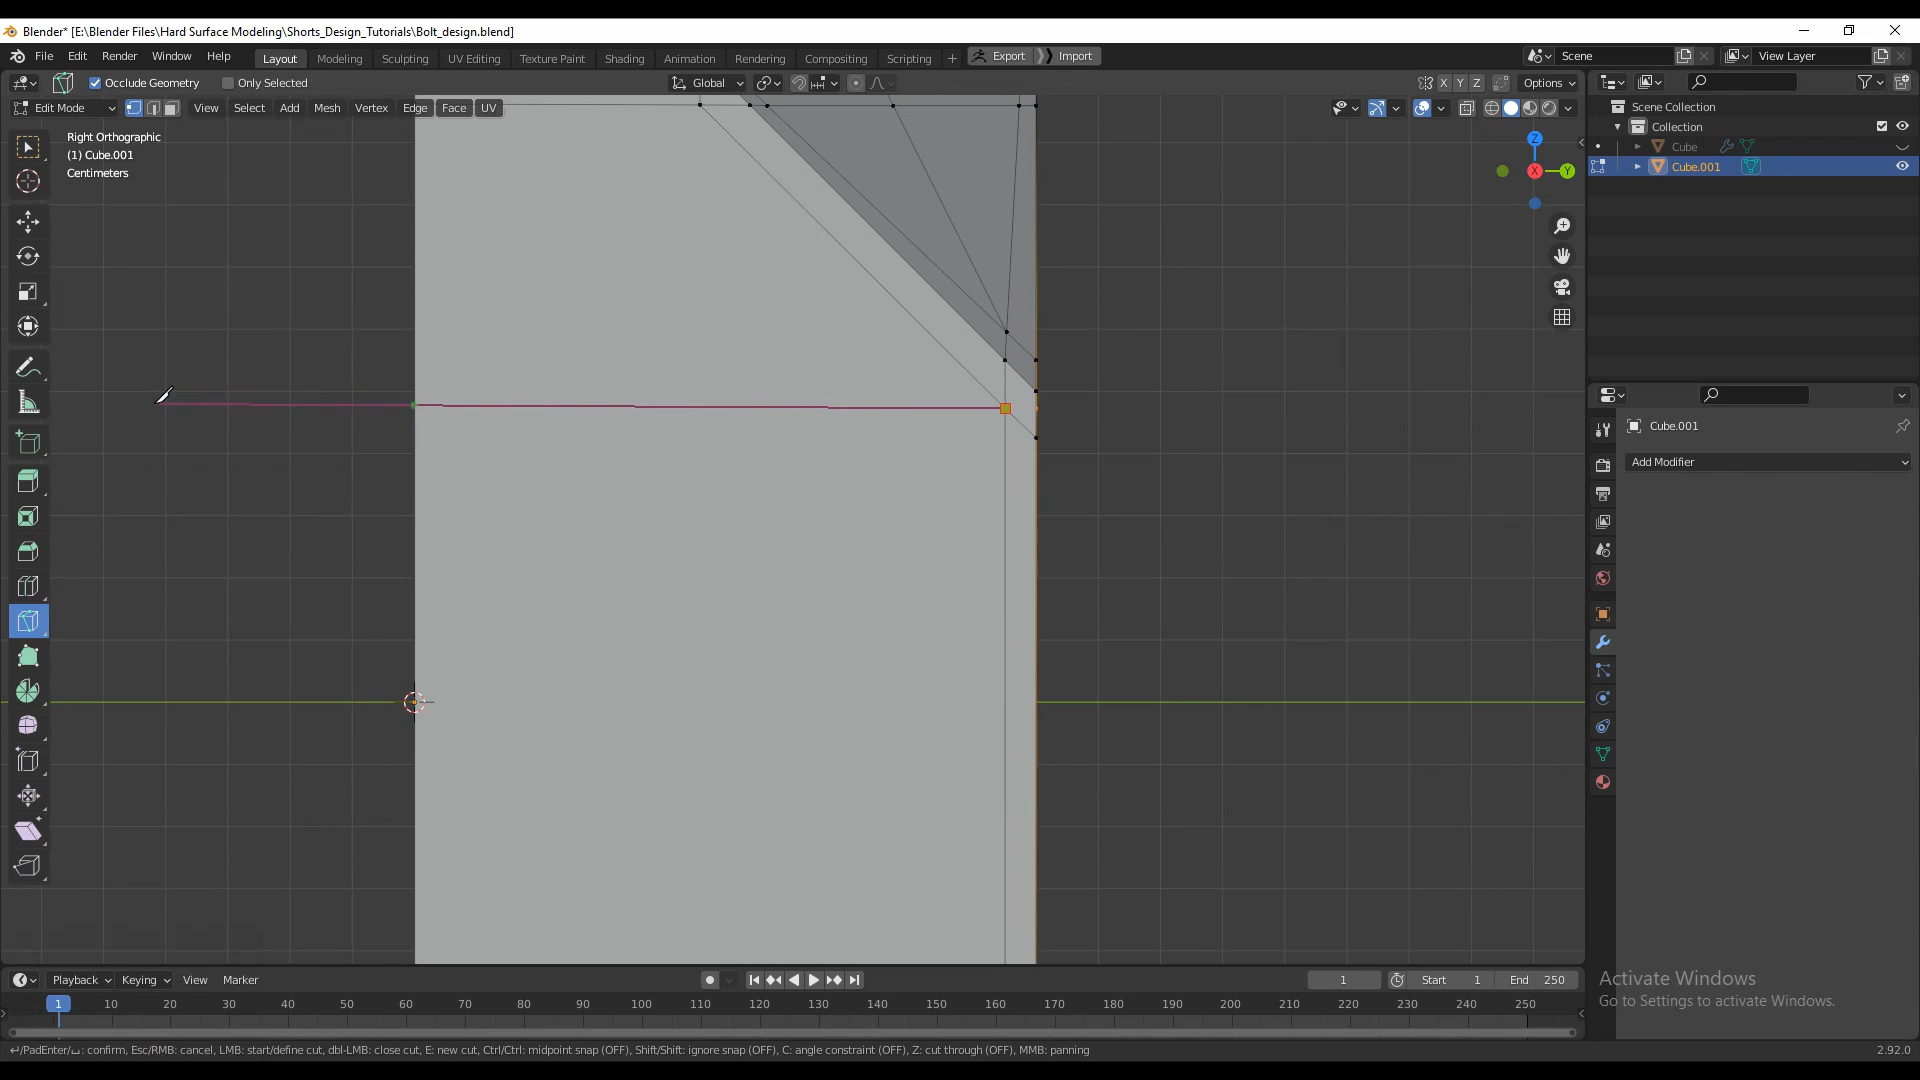 Blender* [E:\Blender Files\Hard Surface Modeling\Shorts_Design_Tutorials\Bolt_design.blend]
File Edit Render Window Help Layout Modeling Sculpting UV Editing Texture Paint Shading Animation Rendering Compositing Scripting + Export Import Scene View Layer
Occlude Geometry Only Selected Global X Y Z Options
Edit Mode View Select Add Mesh Vertex Edge Face UV
Scene Collection
Collection
Cube
Cube.001
Right Orthographic
(1) Cube.001
Centimeters
Z
X
Y
Cube.001
Add Modifier
Activate Windows
Go to Settings to activate Windows.
Playback Keying View Marker 1 Start 1 End 250
1 10 20 30 40 50 60 70 80 90 100 110 120 130 140 150 160 170 180 190 200 210 220 230 240 250
↵/PadEnter/⎵: confirm, Esc/RMB: cancel, LMB: start/define cut, dbl-LMB: close cut, E: new cut, Ctrl/Ctrl: midpoint snap (OFF), Shift/Shift: ignore snap (OFF), C: angle constraint (OFF), Z: cut through (OFF), MMB: panning
2.92.0